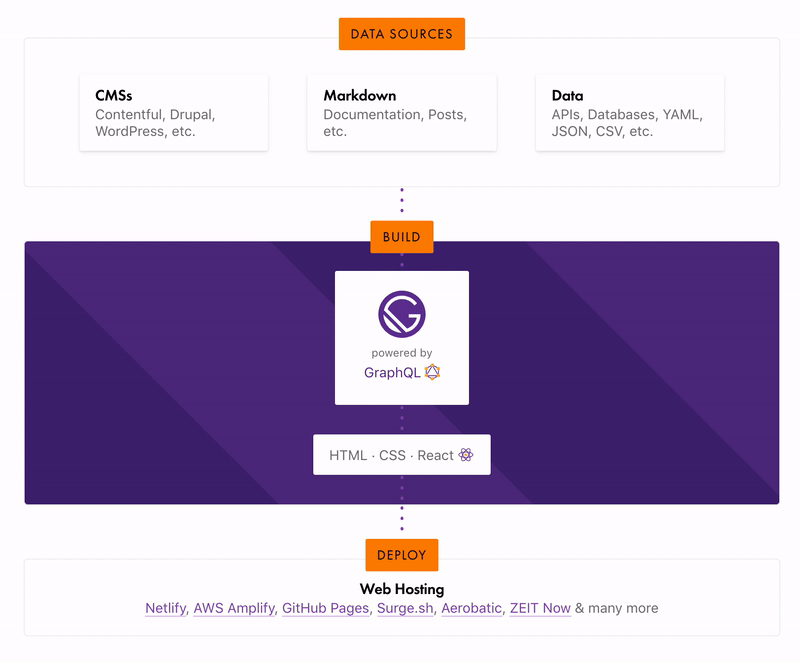 DATA SOURCES
CMSs
Contentful, Drupal,
WordPress, etc.
Markdown
Documentation, Posts,
etc.
Data
APIs, Databases, YAML,
JSON, CSV, etc.
BUILD
powered by
GraphQL
HTML · CSS · React
DEPLOY
Web Hosting
Netlify, AWS Amplify, GitHub Pages, Surge.sh, Aerobatic, ZEIT Now & many more